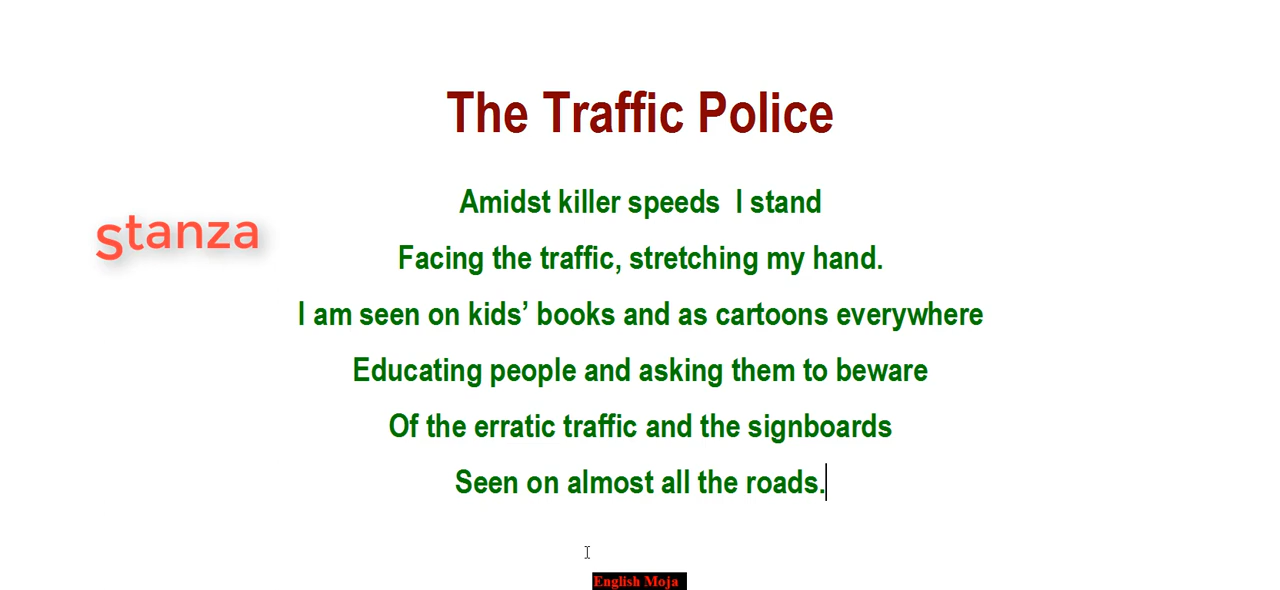 The Traffic Police
Amidst killer speeds I stand
stanza
Facing the traffic, stretching my hand.
I am seen on kids’ books and as cartoons everywhere
Educating people and asking them to beware
Of the erratic traffic and the signboards
Seen on almost all the roads.
English Moja